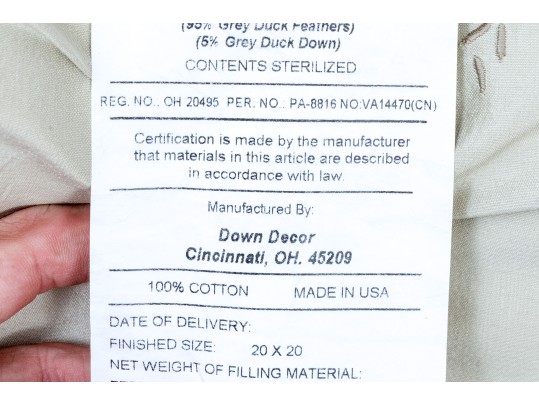 (95% Grey Duck Feathers)
(5% Grey Duck Down)
CONTENTS STERILIZED
REG. NO.. OH 20495 PER. NO.: PA-8816 NO:VA14470(CN)
Certification is made by the manufacturer
that materials in this article are described
in accordance with law.
Manufactured By:
Down Decor
Cincinnati, OH. 45209
100% COTTON MADE IN USA
DATE OF DELIVERY:
FINISHED SIZE: 20 X 20
NET WEIGHT OF FILLING MATERIAL: